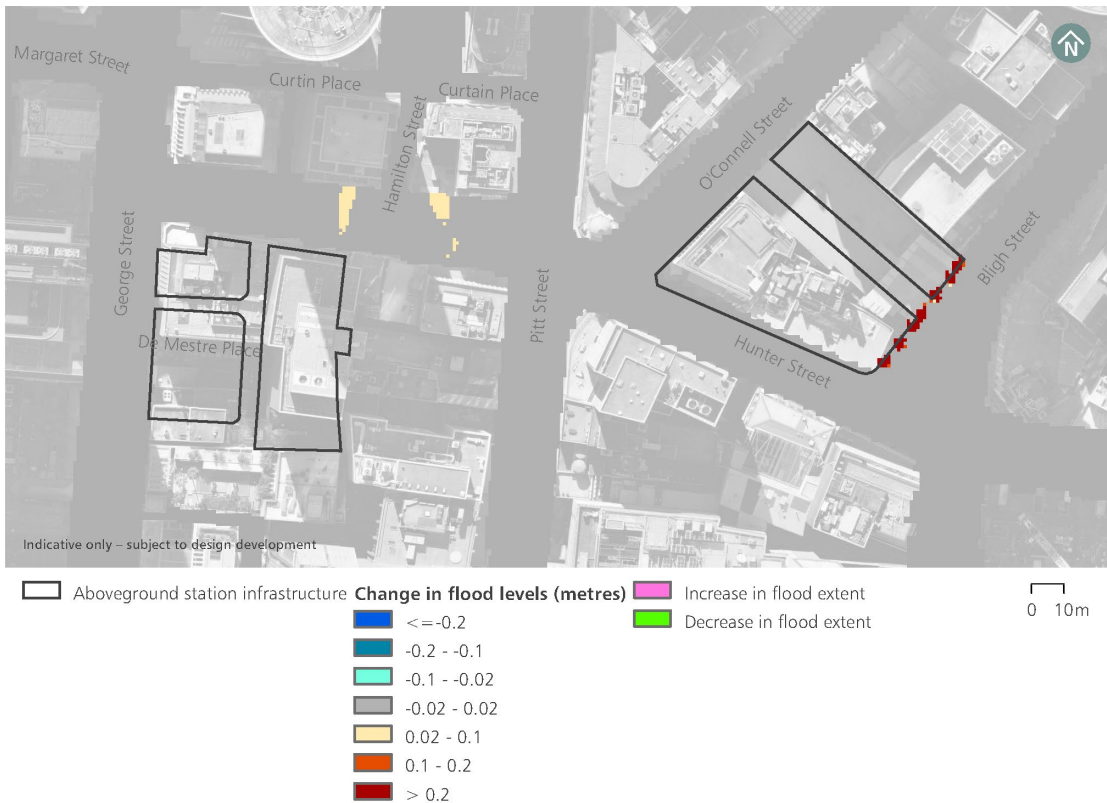 N
Margaret Street
Curtin Place
Curtain Place
Hamilton Street
O'Connell Street
George Street
Bligh Street
Pitt Street
De Mestre Place
Hunter Street
Indicative only – subject to design development
Aboveground station infrastructure
Change in flood levels (metres)
<=-0.2
-0.2 - -0.1
-0.1 - -0.02
-0.02 - 0.02
0.02 - 0.1
0.1 - 0.2
> 0.2
Increase in flood extent
Decrease in flood extent
0 10m